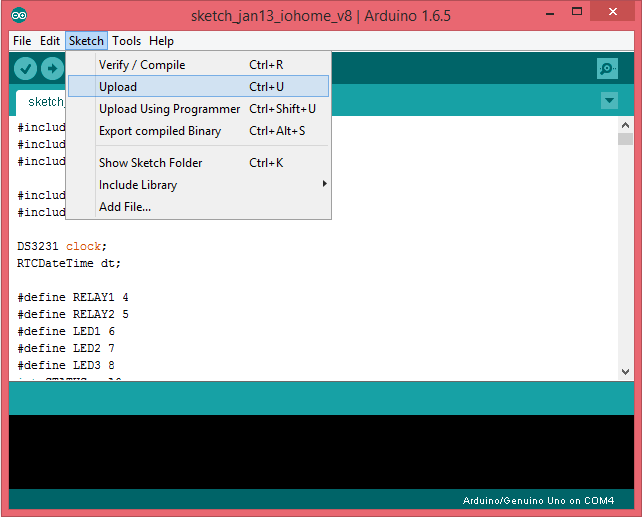 sketch_jan13_iohome_v8 | Arduino 1.6.5
File Edit Sketch Tools Help
Verify / Compile Ctrl+R
Upload Ctrl+U
Upload Using Programmer Ctrl+Shift+U
Export compiled Binary Ctrl+Alt+S
Show Sketch Folder Ctrl+K
Include Library
Add File...
sketch_
#includ
#includ
#includ
#includ
#includ
DS3231 clock;
RTCDateTime dt;
#define RELAY1 4
#define RELAY2 5
#define LED1 6
#define LED2 7
#define LED3 8
Arduino/Genuino Uno on COM4